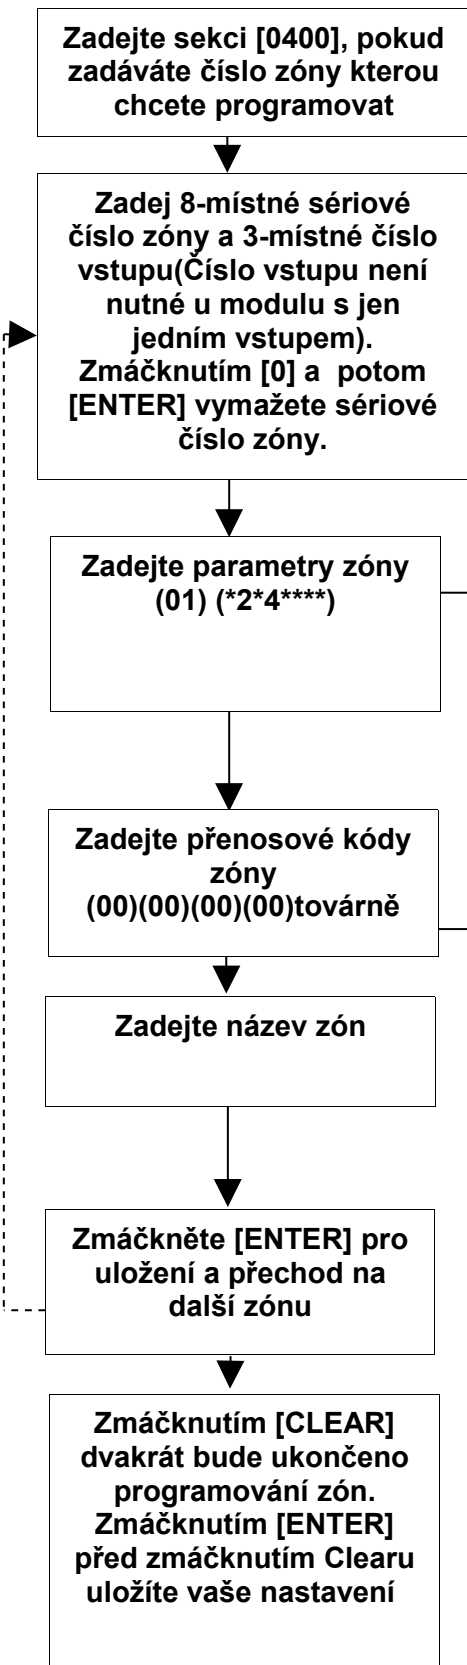 Zadejte sekci [0400], pokud
zadáváte číslo zóny kterou
chcete programovat
Zadej 8-místné sériové
číslo zóny a 3-místné číslo
vstupu(Číslo vstupu není
nutné u modulu s jen
jedním vstupem).
Zmáčknutím [0] a potom
[ENTER] vymažete sériové
číslo zóny.
Zadejte parametry zóny
(01) (*2*4****)
Zadejte přenosové kódy
zóny
(00)(00)(00)(00)továrně
Zadejte název zón
Zmáčkněte [ENTER] pro
uložení a přechod na
další zónu
Zmáčknutím [CLEAR]
dvakrát bude ukončeno
programování zón.
Zmáčknutím [ENTER]
před zmáčknutím Clearu
uložíte vaše nastavení